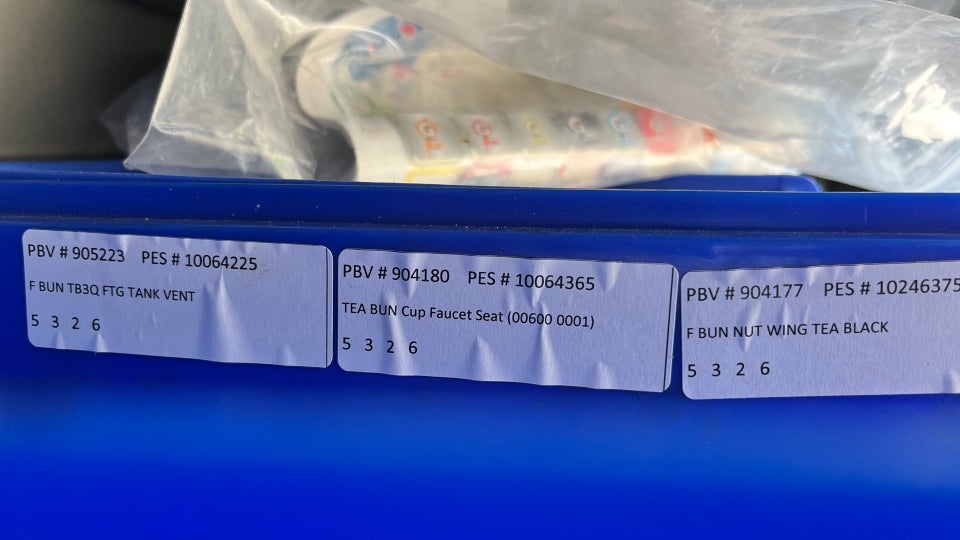 PBV # 905223 PES # 10064225
F BUN TB3Q FTG TANK VENT
5 3 2 6
PBV # 904180 PES # 10064365
TEA BUN Cup Faucet Seat (00600 0001)
5 3 2 6
PBV # 904177 PES # 10246375
F BUN NUT WING TEA BLACK
5 3 2 6